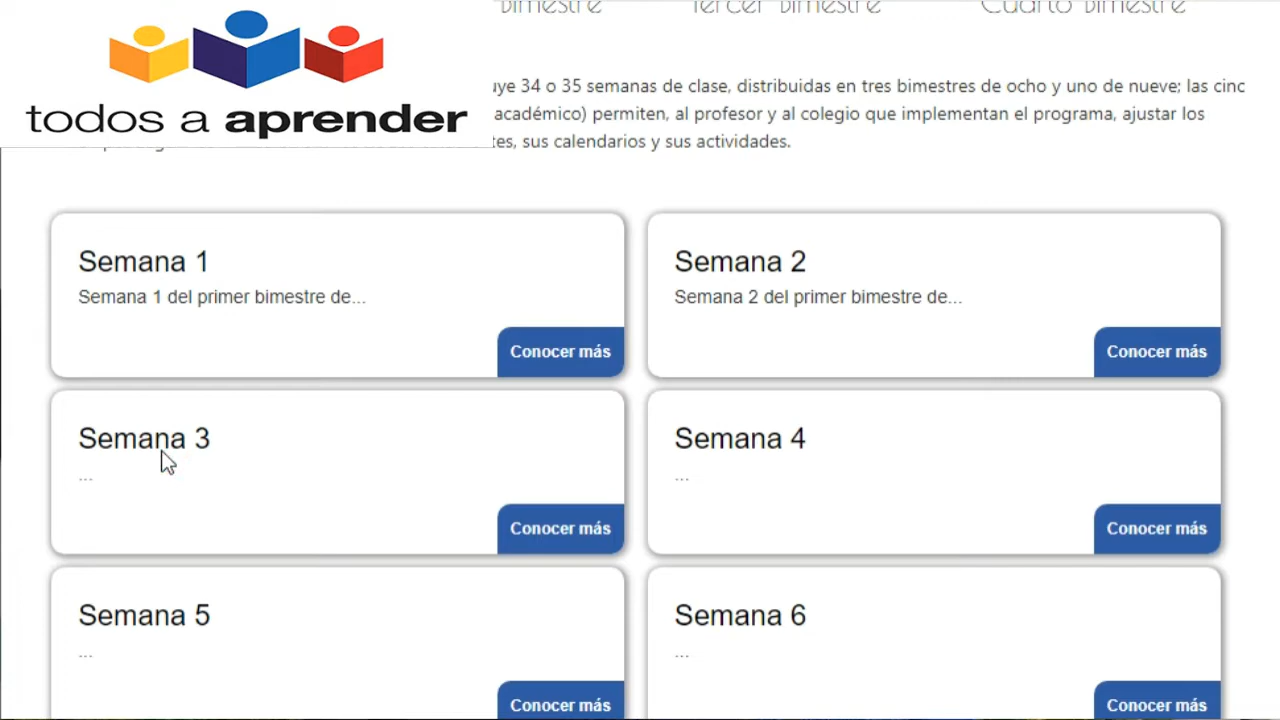 todos a aprender
bimestre
Tercer bimestre
Cuarto bimestre
34 o 35 semanas de clase, distribuidas en tres bimestres de ocho y uno de nueve; las cinc
académico) permiten, al profesor y al colegio que implementan el programa, ajustar los
sus calendarios y sus actividades.
Semana 1
Semana 1 del primer bimestre de...
Conocer más
Semana 2
Semana 2 del primer bimestre de...
Conocer más
Semana 3
...
Conocer más
Semana 4
...
Conocer más
Semana 5
...
Conocer más
Semana 6
...
Conocer más